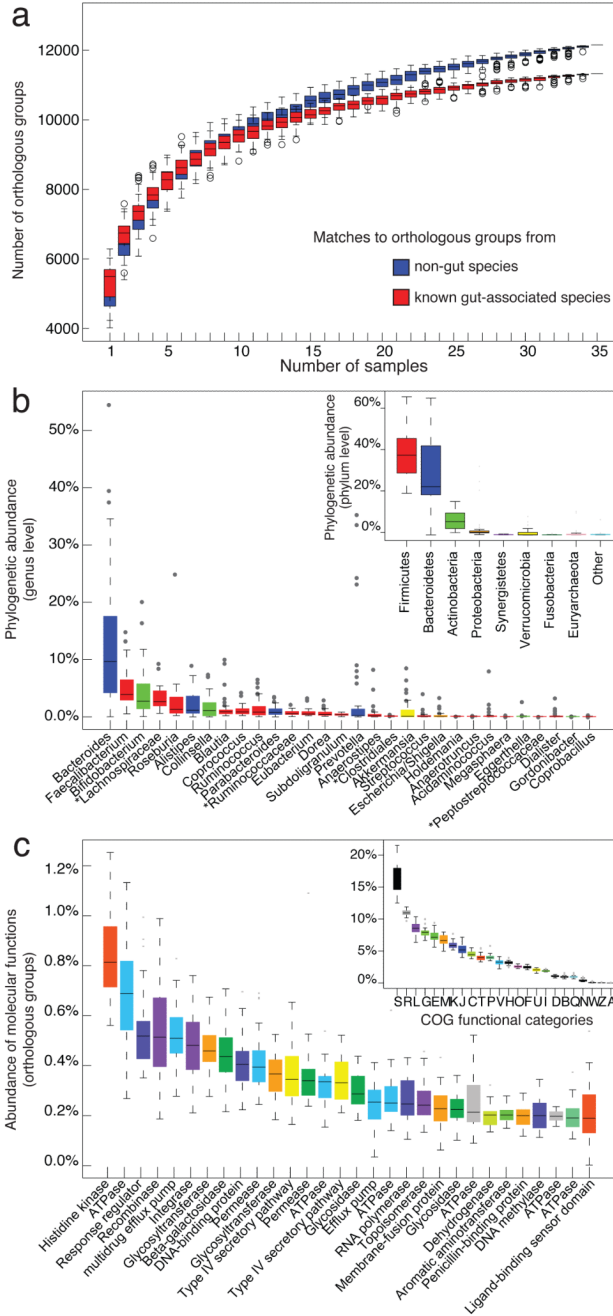 a
12000
10000
8000
6000
4000
Number of orthologous groups
Matches to orthologous groups from
non-gut species
known gut-associated species
1
5
10
15
20
25
30
35
Number of samples
b
50%
40%
30%
20%
10%
0.0%
Phylogenetic abundance
(genus level)
60%
40%
20%
0%
Phylogenetic abundance
(phylum level)
Firmicutes
Bacteroidetes
Actinobacteria
Proteobacteria
Synergistetes
Verrucomicrobia
Fusobacteria
Euryarchaeota
Other
Bacteroides
Faecalibacterium
Bifidobacterium
*Lachnospiraceae
Roseburia
Alistipes
Collinsella
Blautia
Coprococcus
Ruminococcus
Parabacteroides
*Ruminococcaceae
Eubacterium
Dorea
Subdoligranulum
Prevotella
Anaerostipes
*Clostridiales
Akkermansia
Streptococcus
Escherichia/Shigella
Holdemania
Anaerotruncus
Acidaminococcus
Megasphaera
Eggerthella
*Peptostreptococcaceae
Dialister
Gordonibacter
Coprobacillus
c
1.2%
1.0%
0.8%
0.6%
0.4%
0.2%
0.0%
Abundance of molecular functions
(orthologous groups)
20%
15%
10%
5%
0%
SRLGEMKJCTPVHOFUI DBQNWZA
COG functional categories
Histidine kinase
ATPase
Response regulator
Recombinase
multidrug efflux pump
Integrase
Glycosyltransferase
Beta-galactosidase
DNA-binding protein
Permease
Glycosyltransferase
Type IV secretory pathway
Permease
ATPase
Type IV secretory pathway
Glycosidase
Efflux pump
ATPase
RNA polymerase
Topoisomerase
Membrane-fusion protein
Glycosidase
ATPase
Dehydrogenase
Aromatic aminotransferase
Penicilin-binding protein
DNA methylase
ATPase
ATPase
Ligand-binding sensor domain